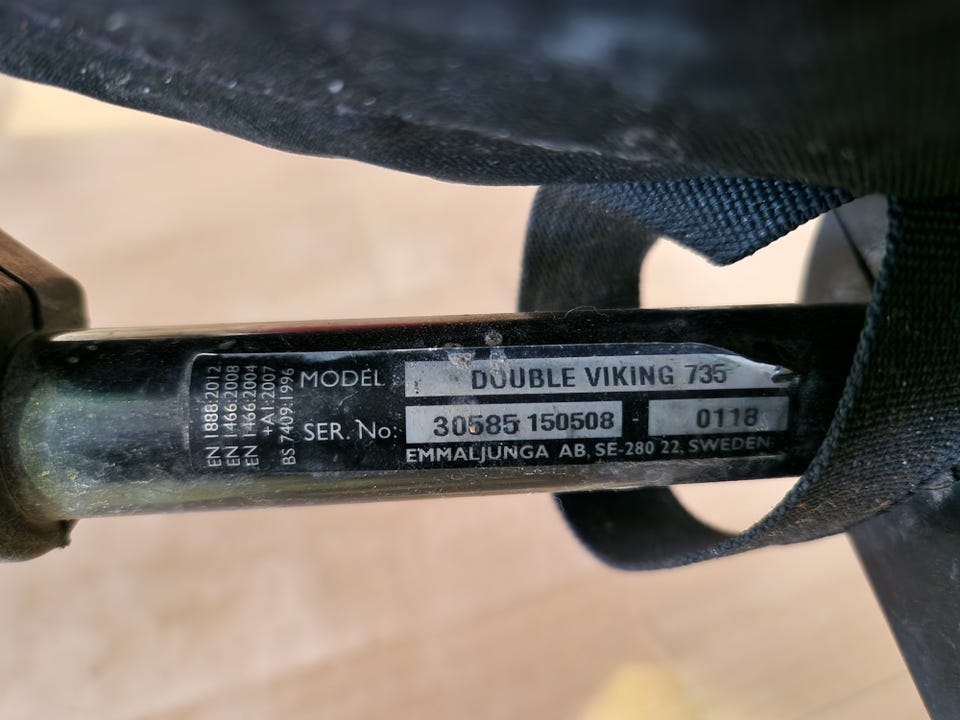 EN 1888:2012
EN 1466:2008
EN 1466:2004
+A1:2007
BS 7409:1996
MODEL : DOUBLE VIKING 735
SER. No: 30585 150508 - 0118
EMMALJUNGA AB, SE-280 22, SWEDEN